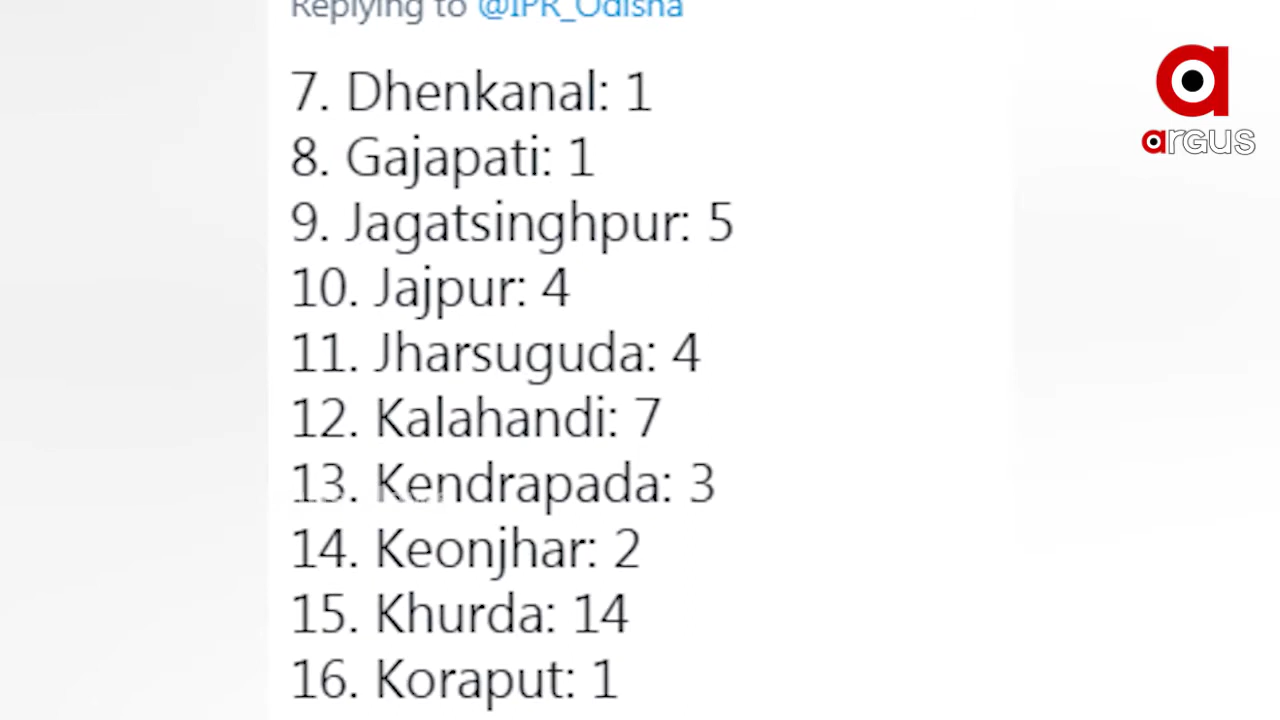 Replying to @IPR_Odisha
7. Dhenkanal: 1
8. Gajapati: 1
9. Jagatsinghpur: 5
10. Jajpur: 4
11. Jharsuguda: 4
12. Kalahandi: 7
13. Kendrapada: 3
14. Keonjhar: 2
15. Khurda: 14
16. Koraput: 1
a
argus